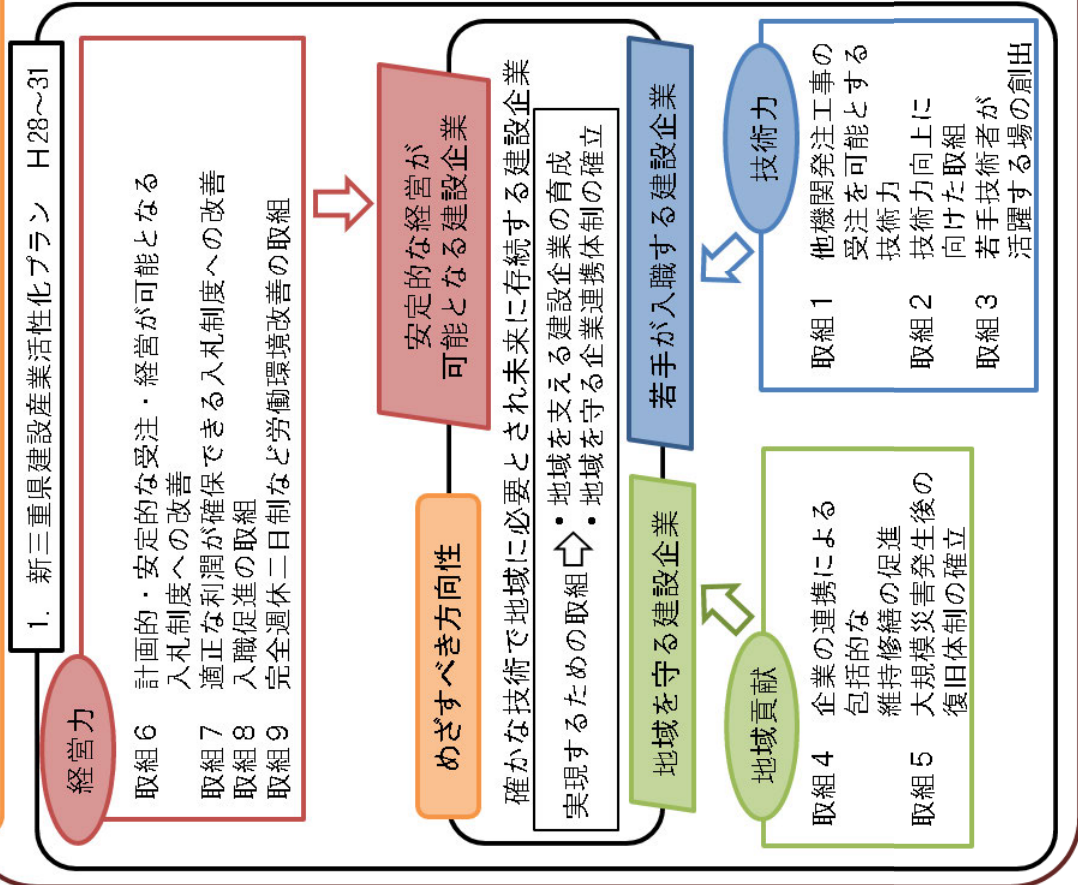 1. 新三重県建設産業活性化プラン H28～31
経営力
取組6 計画的・安定的な受注・経営が可能となる
入札制度への改善
取組7 適正な利潤が確保できる入札制度への改善
取組8 入職促進の取組
取組9 完全週休二日制など労働環境改善の取組
めざすべき方向性
安定的な経営が
可能となる建設企業
確かな技術で地域に必要とされ未来に存続する建設企業
実現するための取組⇨・地域を支える建設企業の育成
・地域を守る企業連携体制の確立
地域を守る建設企業
若手が入職する建設企業
地域貢献
取組4 企業の連携による
包括的な
維持修繕の促進
取組5 大規模災害発生後の
復旧体制の確立
技術力
取組1 他機関発注工事の
受注を可能とする
技術力
取組2 技術力向上に
向けた取組
取組3 若手技術者が
活躍する場の創出